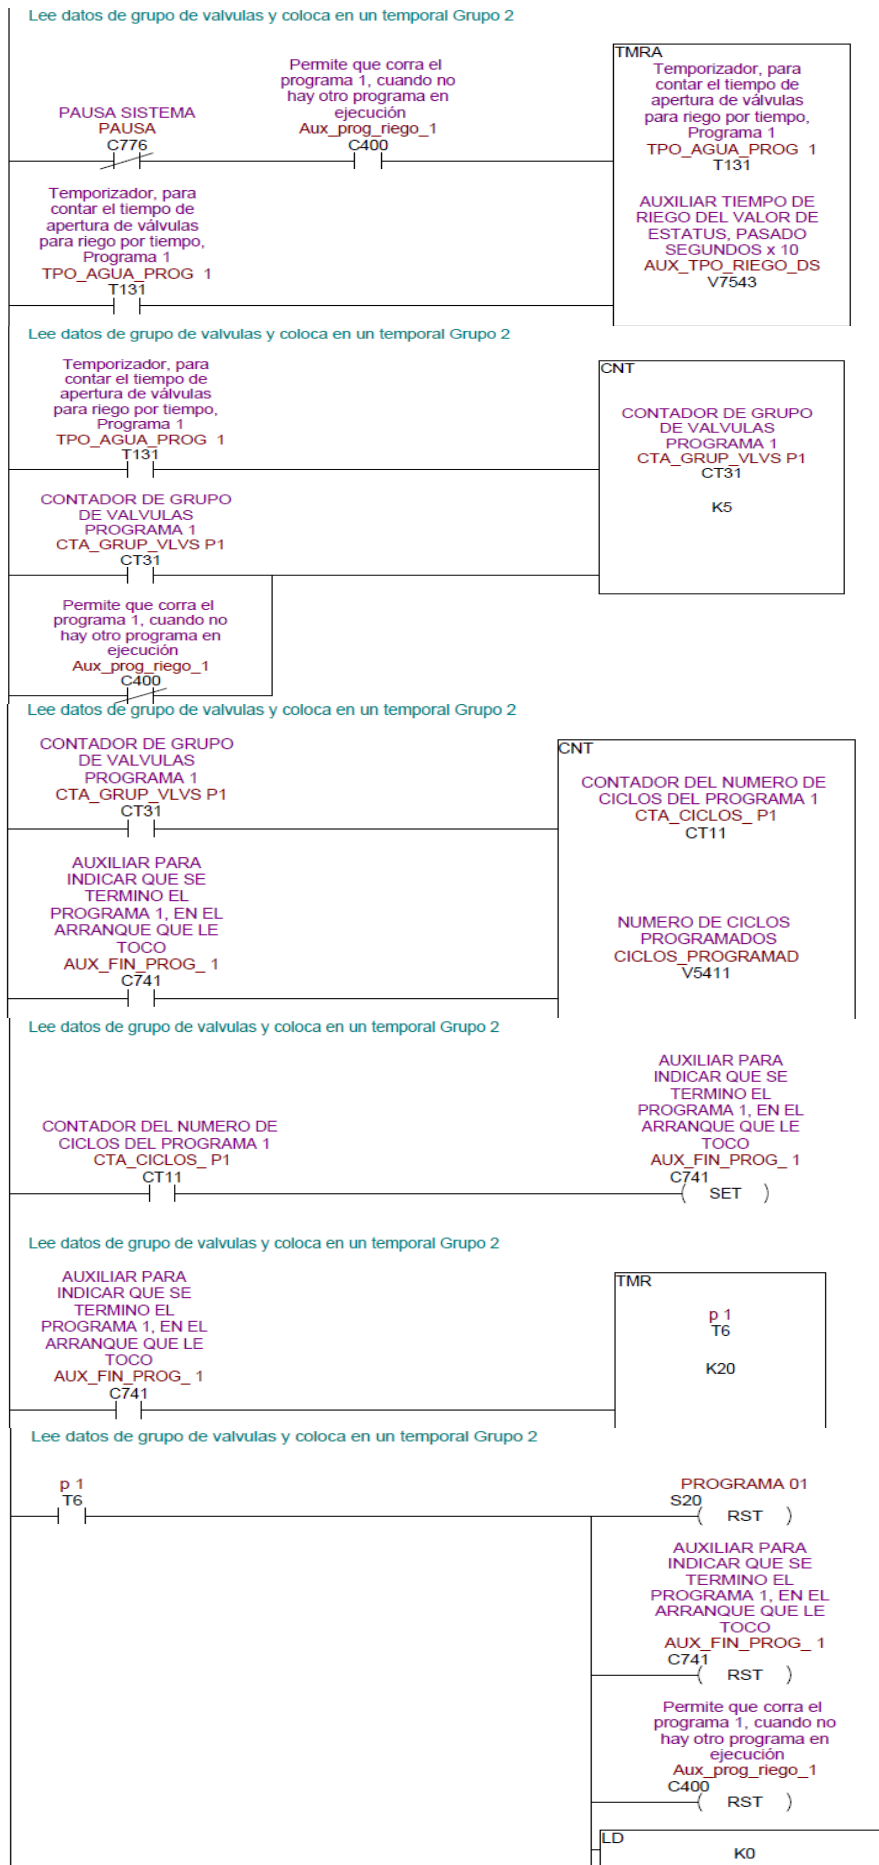 Lee datos de grupo de valvulas y coloca en un temporal Grupo 2
PAUSA SISTEMA
PAUSA
C776
Permite que corra el
programa 1, cuando no
hay otro programa en
ejecución
Aux_prog_riego_1
C400
TMRA
Temporizador, para
contar el tiempo de
apertura de válvulas
para riego por tiempo,
Programa 1
TPO_AGUA_PROG 1
T131
AUXILIAR TIEMPO DE
RIEGO DEL VALOR DE
ESTATUS, PASADO
SEGUNDOS x 10
AUX_TPO_RIEGO_DS
V7543
Temporizador, para
contar el tiempo de
apertura de válvulas
para riego por tiempo,
Programa 1
TPO_AGUA_PROG 1
T131
Lee datos de grupo de valvulas y coloca en un temporal Grupo 2
Temporizador, para
contar el tiempo de
apertura de válvulas
para riego por tiempo,
Programa 1
TPO_AGUA_PROG 1
T131
CNT
CONTADOR DE GRUPO
DE VALVULAS
PROGRAMA 1
CTA_GRUP_VLVS P1
CT31
K5
CONTADOR DE GRUPO
DE VALVULAS
PROGRAMA 1
CTA_GRUP_VLVS P1
CT31
Permite que corra el
programa 1, cuando no
hay otro programa en
ejecución
Aux_prog_riego_1
C400
Lee datos de grupo de valvulas y coloca en un temporal Grupo 2
CONTADOR DE GRUPO
DE VALVULAS
PROGRAMA 1
CTA_GRUP_VLVS P1
CT31
CNT
CONTADOR DEL NUMERO DE
CICLOS DEL PROGRAMA 1
CTA_CICLOS_ P1
CT11
NUMERO DE CICLOS
PROGRAMADOS
CICLOS_PROGRAMAD
V5411
AUXILIAR PARA
INDICAR QUE SE
TERMINO EL
PROGRAMA 1, EN EL
ARRANQUE QUE LE
TOCO
AUX_FIN_PROG_ 1
C741
Lee datos de grupo de valvulas y coloca en un temporal Grupo 2
CONTADOR DEL NUMERO DE
CICLOS DEL PROGRAMA 1
CTA_CICLOS_ P1
CT11
AUXILIAR PARA
INDICAR QUE SE
TERMINO EL
PROGRAMA 1, EN EL
ARRANQUE QUE LE
TOCO
AUX_FIN_PROG_ 1
C741
( SET )
Lee datos de grupo de valvulas y coloca en un temporal Grupo 2
AUXILIAR PARA
INDICAR QUE SE
TERMINO EL
PROGRAMA 1, EN EL
ARRANQUE QUE LE
TOCO
AUX_FIN_PROG_ 1
C741
TMR
p 1
T6
K20
Lee datos de grupo de valvulas y coloca en un temporal Grupo 2
p 1
T6
PROGRAMA 01
S20
( RST )
AUXILIAR PARA
INDICAR QUE SE
TERMINO EL
PROGRAMA 1, EN EL
ARRANQUE QUE LE
TOCO
AUX_FIN_PROG_ 1
C741
( RST )
Permite que corra el
programa 1, cuando no
hay otro programa en
ejecución
Aux_prog_riego_1
C400
( RST )
LD
K0